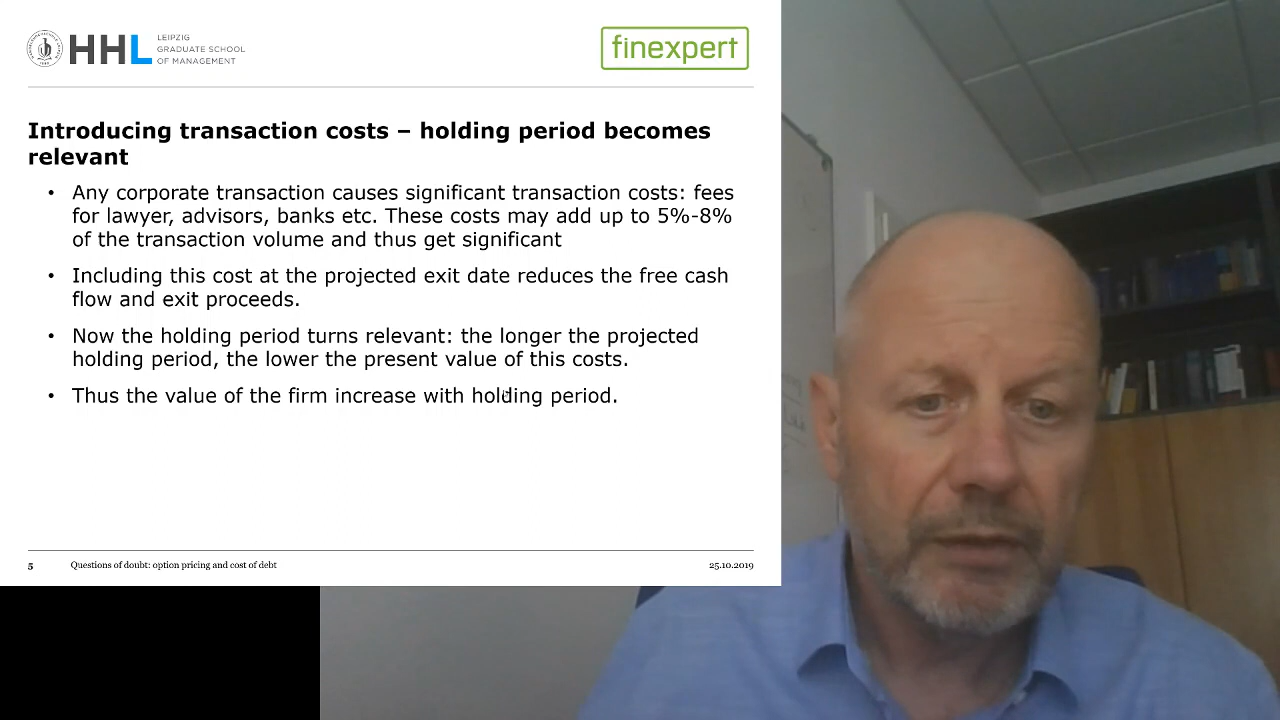 HHL
LEIPZIG
GRADUATE SCHOOL
OF MANAGEMENT
finexpert
Introducing transaction costs – holding period becomes
relevant
• Any corporate transaction causes significant transaction costs: fees
for lawyer, advisors, banks etc. These costs may add up to 5%-8%
of the transaction volume and thus get significant
• Including this cost at the projected exit date reduces the free cash
flow and exit proceeds.
• Now the holding period turns relevant: the longer the projected
holding period, the lower the present value of this costs.
• Thus the value of the firm increase with holding period.
5 Questions of doubt: option pricing and cost of debt 25.10.2019